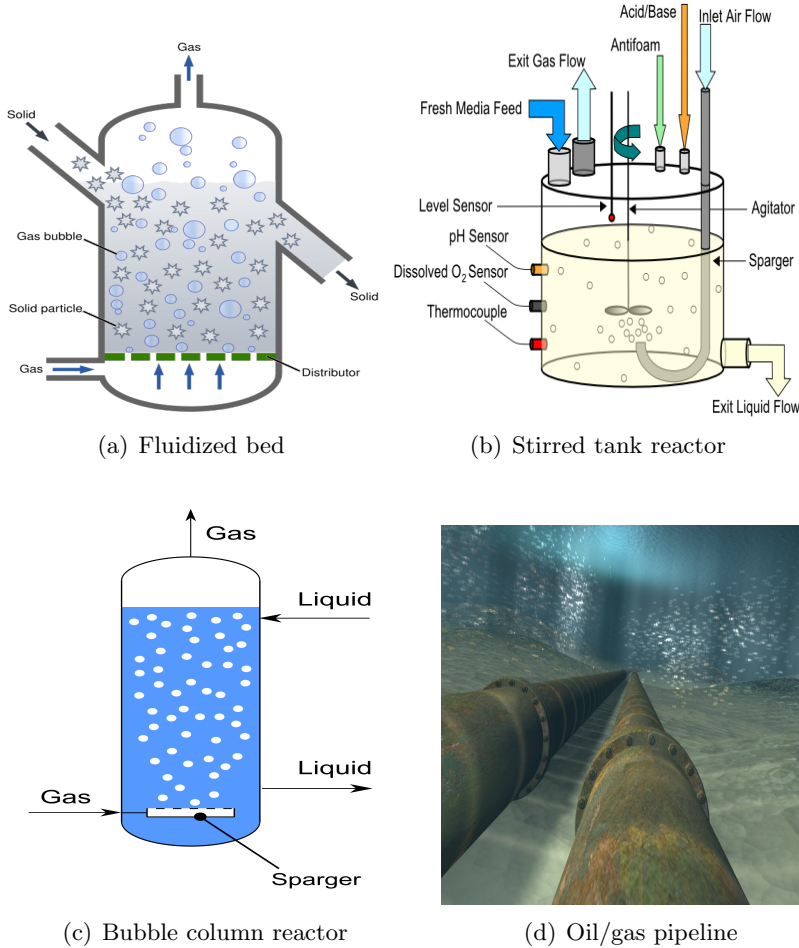 Gas
Solid
Gas bubble
Solid particle
Solid
Gas
Distributor
(a) Fluidized bed
Acid/Base
Inlet Air Flow
Antifoam
Exit Gas Flow
Fresh Media Feed
Level Sensor
Agitator
pH Sensor
Sparger
Dissolved O2 Sensor
Thermocouple
Exit Liquid Flow
(b) Stirred tank reactor
Gas
Liquid
Liquid
Gas
Sparger
(c) Bubble column reactor
(d) Oil/gas pipeline